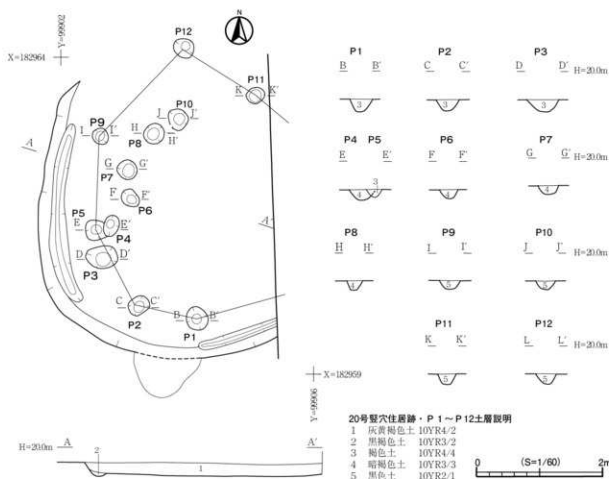 Y=99902
X=182964
P12
P11
K K′
P10
J J′
P9
I I′
P8
H H′
A
G G′
P7
F F′
P6
P5
E E′
P4
A′
D D′
P3
C C′
P2
B B′
P1
X=182959
Y=99906
P1 P2 P3
B B′ C C′ D D′ H=20.0m
3 3 3
P4 P5 P6 P7
E E′ F F′ G G′ H=20.0m
3
4 4 4
P8 P9 P10
H H′ I I′ J J′ H=20.0m
4 5 5
P11 P12
K K′ L L′ H=20.0m
5 5
H=20.0m A A′
2
1
20号竪穴住居跡・P1～P12土層説明
1 灰黄褐色土 10YR4/2
2 黒褐色土 10YR3/2
3 褐色土 10YR4/4
4 暗褐色土 10YR3/3
5 黒色土 10YR2/1
0 (S=1/60) 2m